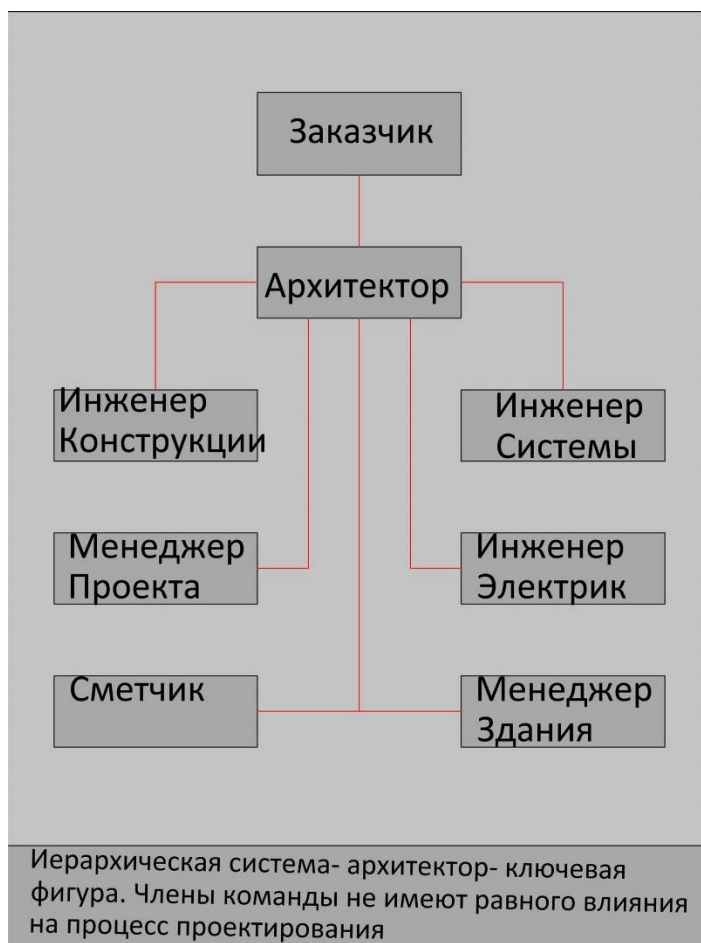 Заказчик
Архитектор
Инженер
Конструкции
Инженер
Системы
Менеджер
Проекта
Инженер
Электрик
Сметчик
Менеджер
Здания
Иерархическая система- архитектор- ключевая
фигура. Члены команды не имеют равного влияния
на процесс проектирования